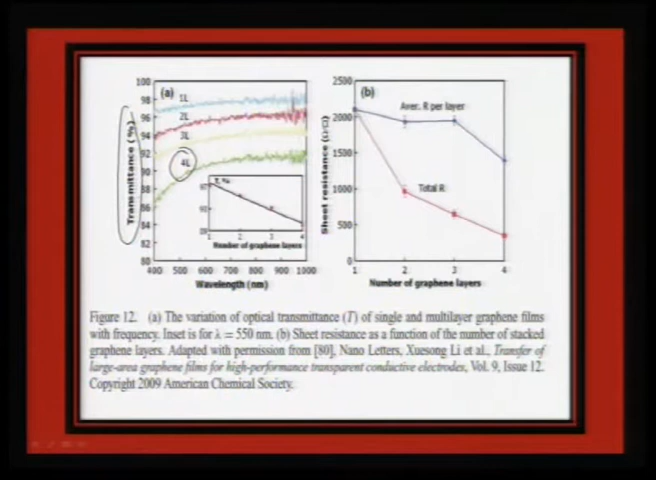 (a)
100
98
96
94
92
90
88
86
84
82
80
Transmittance (%)
1L
2L
3L
4L
T, %
1 2 3 4
Number of graphene layers
400 500 600 700 800 900 1000
Wavelength (nm)
(b)
2500
2000
1500
1000
500
0
Sheet resistance (Ω/□)
Aver. R per layer
Total R
1 2 3 4
Number of graphene layers
Figure 12. (a) The variation of optical transmittance (T) of single and multilayer graphene films
with frequency. Inset is for λ = 550 nm. (b) Sheet resistance as a function of the number of stacked
graphene layers. Adapted with permission from [80], Nano Letters, Xuesong Li et al., Transfer of
large-area graphene films for high-performance transparent conductive electrodes, Vol. 9, Issue 12.
Copyright 2009 American Chemical Society.